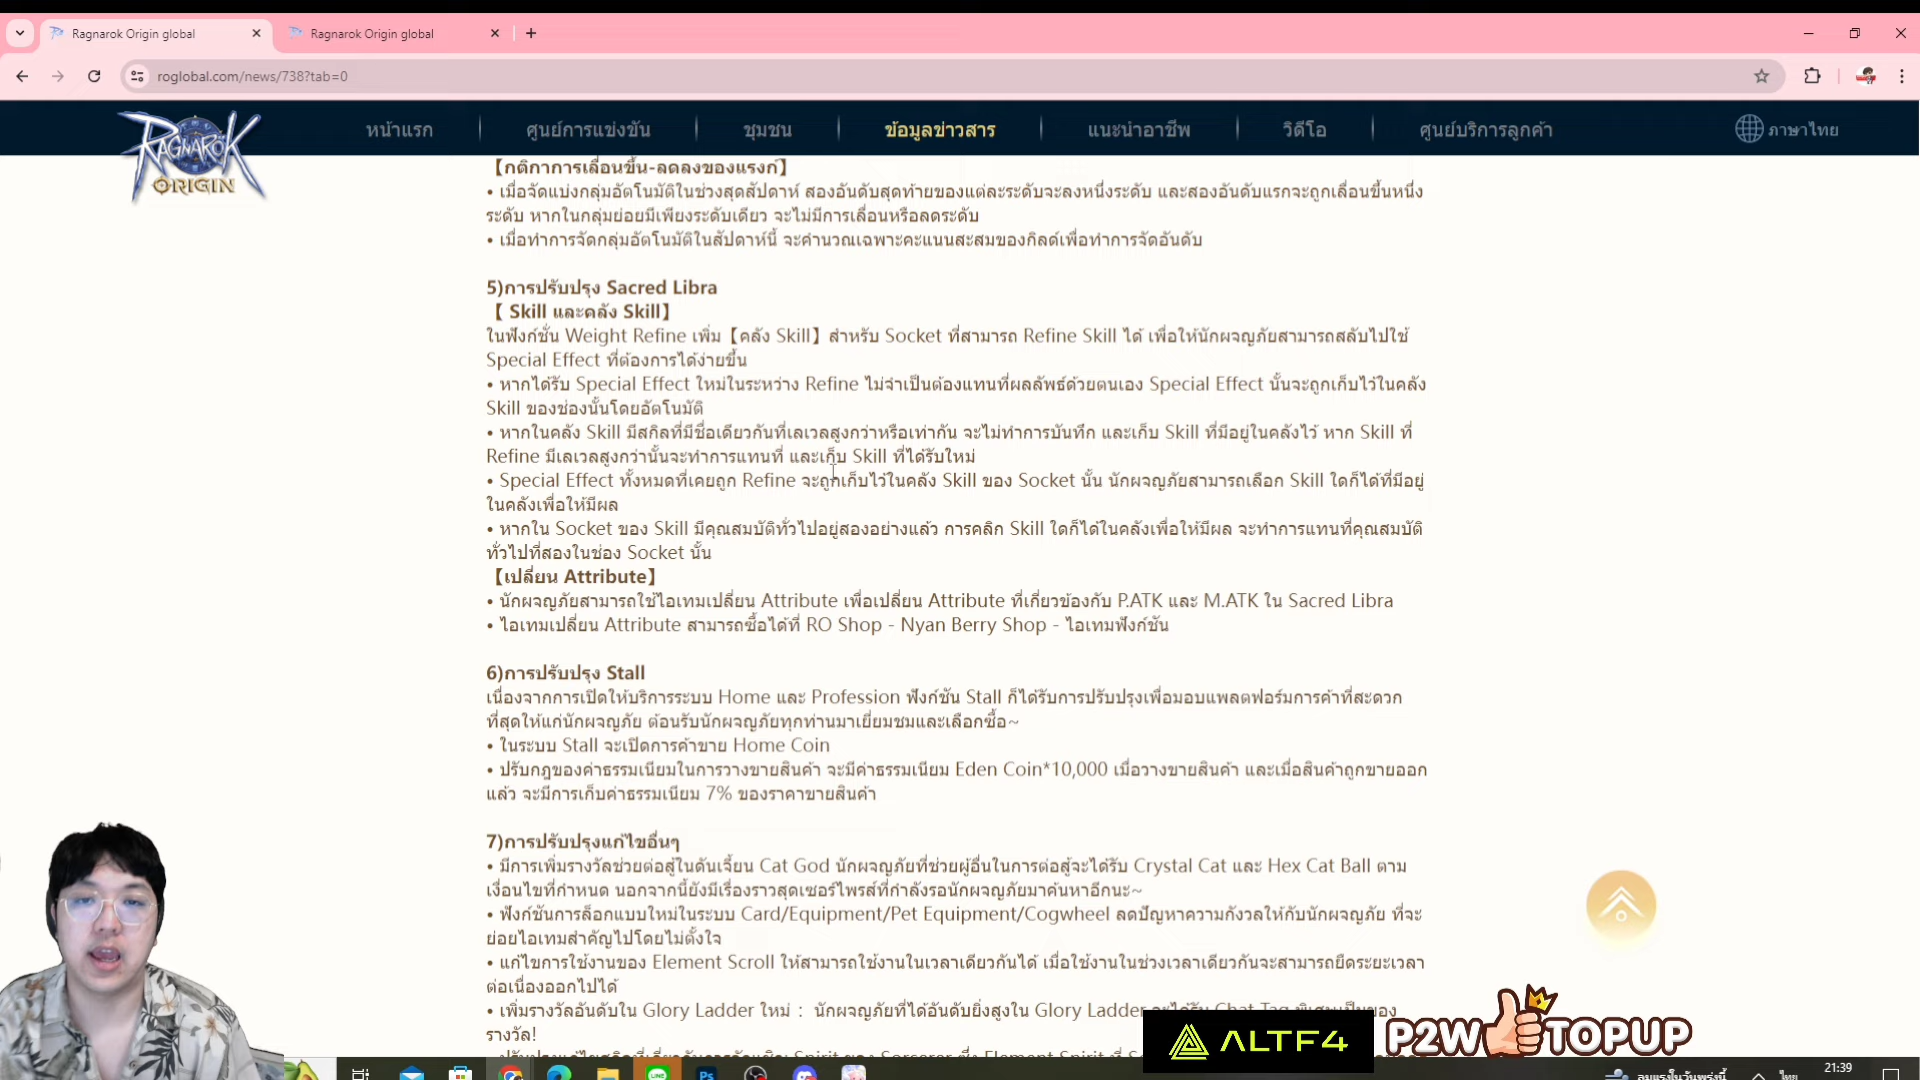 Ragnarok Origin global
Ragnarok Origin global
roglobal.com/news/738?tab=0
RAGNAROK
ORIGIN
หน้าแรก
ศูนย์การแข่งขัน
ชุมชน
ข้อมูลข่าวสาร
แนะนำอาชีพ
วิดีโอ
ศูนย์บริการลูกค้า
ภาษาไทย
【กติกาการเลื่อนขึ้น-ลดลงของแรงก์】
• เมื่อจัดแบ่งกลุ่มอัตโนมัติในช่วงสุดสัปดาห์ สองอันดับสุดท้ายของแต่ละระดับจะลงหนึ่งระดับ และสองอันดับแรกจะถูกเลื่อนขึ้นหนึ่ง
ระดับ หากในกลุ่มย่อยมีเพียงระดับเดียว จะไม่มีการเลื่อนหรือลดระดับ
• เมื่อทำการจัดกลุ่มอัตโนมัติในสัปดาห์นี้ จะคำนวณเฉพาะคะแนนสะสมของกิลด์เพื่อทำการจัดอันดับ
5)การปรับปรุง Sacred Libra
【 Skill และคลัง Skill】
ในฟังก์ชั่น Weight Refine เพิ่ม【คลัง Skill】สำหรับ Socket ที่สามารถ Refine Skill ได้ เพื่อให้นักผจญภัยสามารถสลับไปใช้
Special Effect ที่ต้องการได้ง่ายขึ้น
• หากได้รับ Special Effect ใหม่ในระหว่าง Refine ไม่จำเป็นต้องแทนที่ผลลัพธ์ด้วยตนเอง Special Effect นั้นจะถูกเก็บไว้ในคลัง
Skill ของช่องนั้นโดยอัตโนมัติ
• หากในคลัง Skill มีสกิลที่มีชื่อเดียวกันที่เลเวลสูงกว่าหรือเท่ากัน จะไม่ทำการบันทึก และเก็บ Skill ที่มีอยู่ในคลังไว้ หาก Skill ที่
Refine มีเลเวลสูงกว่านั้นจะทำการแทนที่ และเก็บ Skill ที่ได้รับใหม่
• Special Effect ทั้งหมดที่เคยถูก Refine จะถูกเก็บไว้ในคลัง Skill ของ Socket นั้น นักผจญภัยสามารถเลือก Skill ใดก็ได้ที่มีอยู่
ในคลังเพื่อให้มีผล
• หากใน Socket ของ Skill มีคุณสมบัติทั่วไปอยู่สองอย่างแล้ว การคลิก Skill ใดก็ได้ในคลังเพื่อให้มีผล จะทำการแทนที่คุณสมบัติ
ทั่วไปที่สองในช่อง Socket นั้น
【เปลี่ยน Attribute】
• นักผจญภัยสามารถใช้ไอเทมเปลี่ยน Attribute เพื่อเปลี่ยน Attribute ที่เกี่ยวข้องกับ P.ATK และ M.ATK ใน Sacred Libra
• ไอเทมเปลี่ยน Attribute สามารถซื้อได้ที่ RO Shop - Nyan Berry Shop - ไอเทมฟังก์ชัน
6)การปรับปรุง Stall
เนื่องจากการเปิดให้บริการระบบ Home และ Profession ฟังก์ชัน Stall ก็ได้รับการปรับปรุงเพื่อมอบแพลตฟอร์มการค้าที่สะดวก
ที่สุดให้แก่นักผจญภัย ต้อนรับนักผจญภัยทุกท่านมาเยี่ยมชมและเลือกซื้อ~
• ในระบบ Stall จะเปิดการค้าขาย Home Coin
• ปรับกฎของค่าธรรมเนียมในการวางขายสินค้า จะมีค่าธรรมเนียม Eden Coin*10,000 เมื่อวางขายสินค้า และเมื่อสินค้าถูกขายออก
แล้ว จะมีการเก็บค่าธรรมเนียม 7% ของราคาขายสินค้า
7)การปรับปรุงแก้ไขอื่นๆ
• มีการเพิ่มรางวัลช่วยต่อสู้ในดันเจี้ยน Cat God นักผจญภัยที่ช่วยผู้อื่นในการต่อสู้จะได้รับ Crystal Cat และ Hex Cat Ball ตาม
เงื่อนไขที่กำหนด นอกจากนี้ยังมีเรื่องราวสุดเซอร์ไพรส์ที่กำลังรอนักผจญภัยมาค้นหาอีกนะ~
• ฟังก์ชันการล็อกแบบใหม่ในระบบ Card/Equipment/Pet Equipment/Cogwheel ลดปัญหาความกังวลให้กับนักผจญภัย ที่จะ
ย่อยไอเทมสำคัญไปโดยไม่ตั้งใจ
• แก้ไขการใช้งานของ Element Scroll ให้สามารถใช้งานในเวลาเดียวกันได้ เมื่อใช้งานในช่วงเวลาเดียวกันจะสามารถยืดระยะเวลา
ต่อเนื่องออกไปได้
• เพิ่มรางวัลอันดับใน Glory Ladder ใหม่ : นักผจญภัยที่ได้อันดับยิ่งสูงใน Glory Ladder จะได้รับ Chat Tag พิเศษเป็นของ
รางวัล!
ALTF4
P2W TOPUP
LINE
Ps
ลมแรงในวันพรุ่งนี้
ไทย
21:39